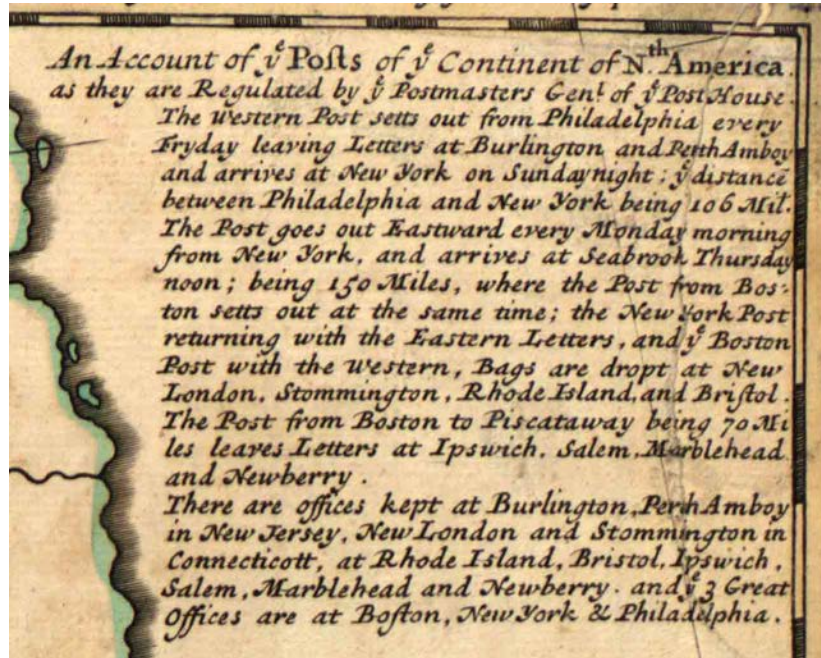 An Account of yͤ Poſts of yͤ Continent of N.th America.
as they are Regulated by yͤ Postmasters Genl. of yͤ Post House.
The Western Post setts out from Philadelphia every
Fryday leaving Letters at Burlington and Perth Amboy
and arrives at New York on Sunday night; yͤ distance
between Philadelphia and New York being 106 Mil.
The Post goes out Eastward every Monday morning
from New York, and arrives at Seabrook Thursday
noon; being 150 Miles, where the Post from Bos-
ton setts out at the same time; the New York Post
returning with the Eastern Letters, and yͤ Boston
Post with the Western, Bags are dropt at New
London, Stommington, Rhode Island, and Briſtol.
The Post from Boston to Piscataway being 70 Mi
les leaves Letters at Ipswich, Salem, Marblehead
and Newberry.
There are offices kept at Burlington, Perth Amboy
in New Jersey, New London and Stommington in
Connecticott, at Rhode Island, Bristol, Ipswich,
Salem, Marblehead and Newberry. and yͤ 3 Great
Offices are at Boſton, New York & Philadelphia.